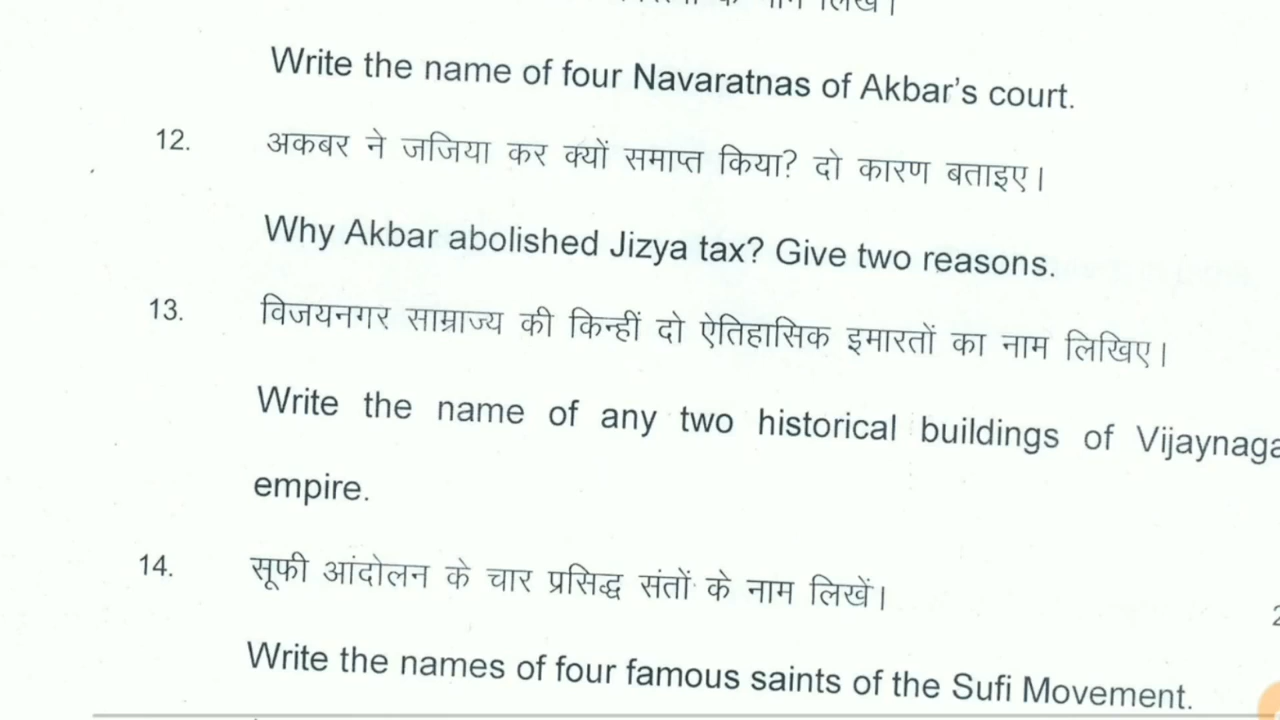 के नाम लिखें।
Write the name of four Navaratnas of Akbar's court.
12. अकबर ने जजिया कर क्यों समाप्त किया? दो कारण बताइए।
Why Akbar abolished Jizya tax? Give two reasons.
13. विजयनगर साम्राज्य की किन्हीं दो ऐतिहासिक इमारतों का नाम लिखिए।
Write the name of any two historical buildings of Vijaynaga
empire.
14. सूफी आंदोलन के चार प्रसिद्ध संतों के नाम लिखें।
2
Write the names of four famous saints of the Sufi Movement.